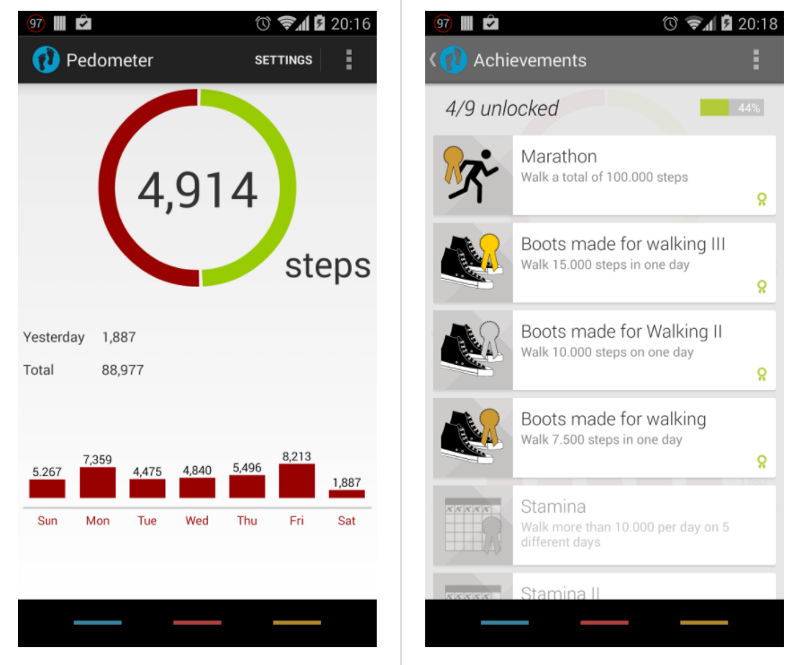 97
20:16
Pedometer
SETTINGS
4,914
steps
Yesterday 1,887
Total 88,977
5.267 7,359 4,475 4,840 5,496 8,213 1,887
Sun Mon Tue Wed Thu Fri Sat
97
20:18
Achievements
4/9 unlocked
44%
Marathon
Walk a total of 100.000 steps
Boots made for walking III
Walk 15.000 steps in one day
Boots made for Walking II
Walk 10.000 steps on one day
Boots made for walking
Walk 7.500 steps in one day
Stamina
Walk more than 10.000 per day on 5
different days
Stamina II